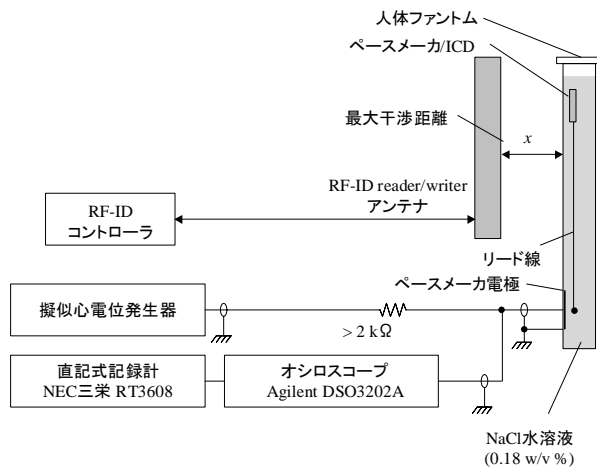 人体ファントム
ペースメーカ/ICD
最大干渉距離
x
RF-ID reader/writer
アンテナ
RF-ID
コントローラ
リード線
ペースメーカ電極
擬似心電位発生器
> 2 kΩ
直記式記録計
NEC三栄 RT3608
オシロスコープ
Agilent DSO3202A
NaCl水溶液
(0.18 w/v %)